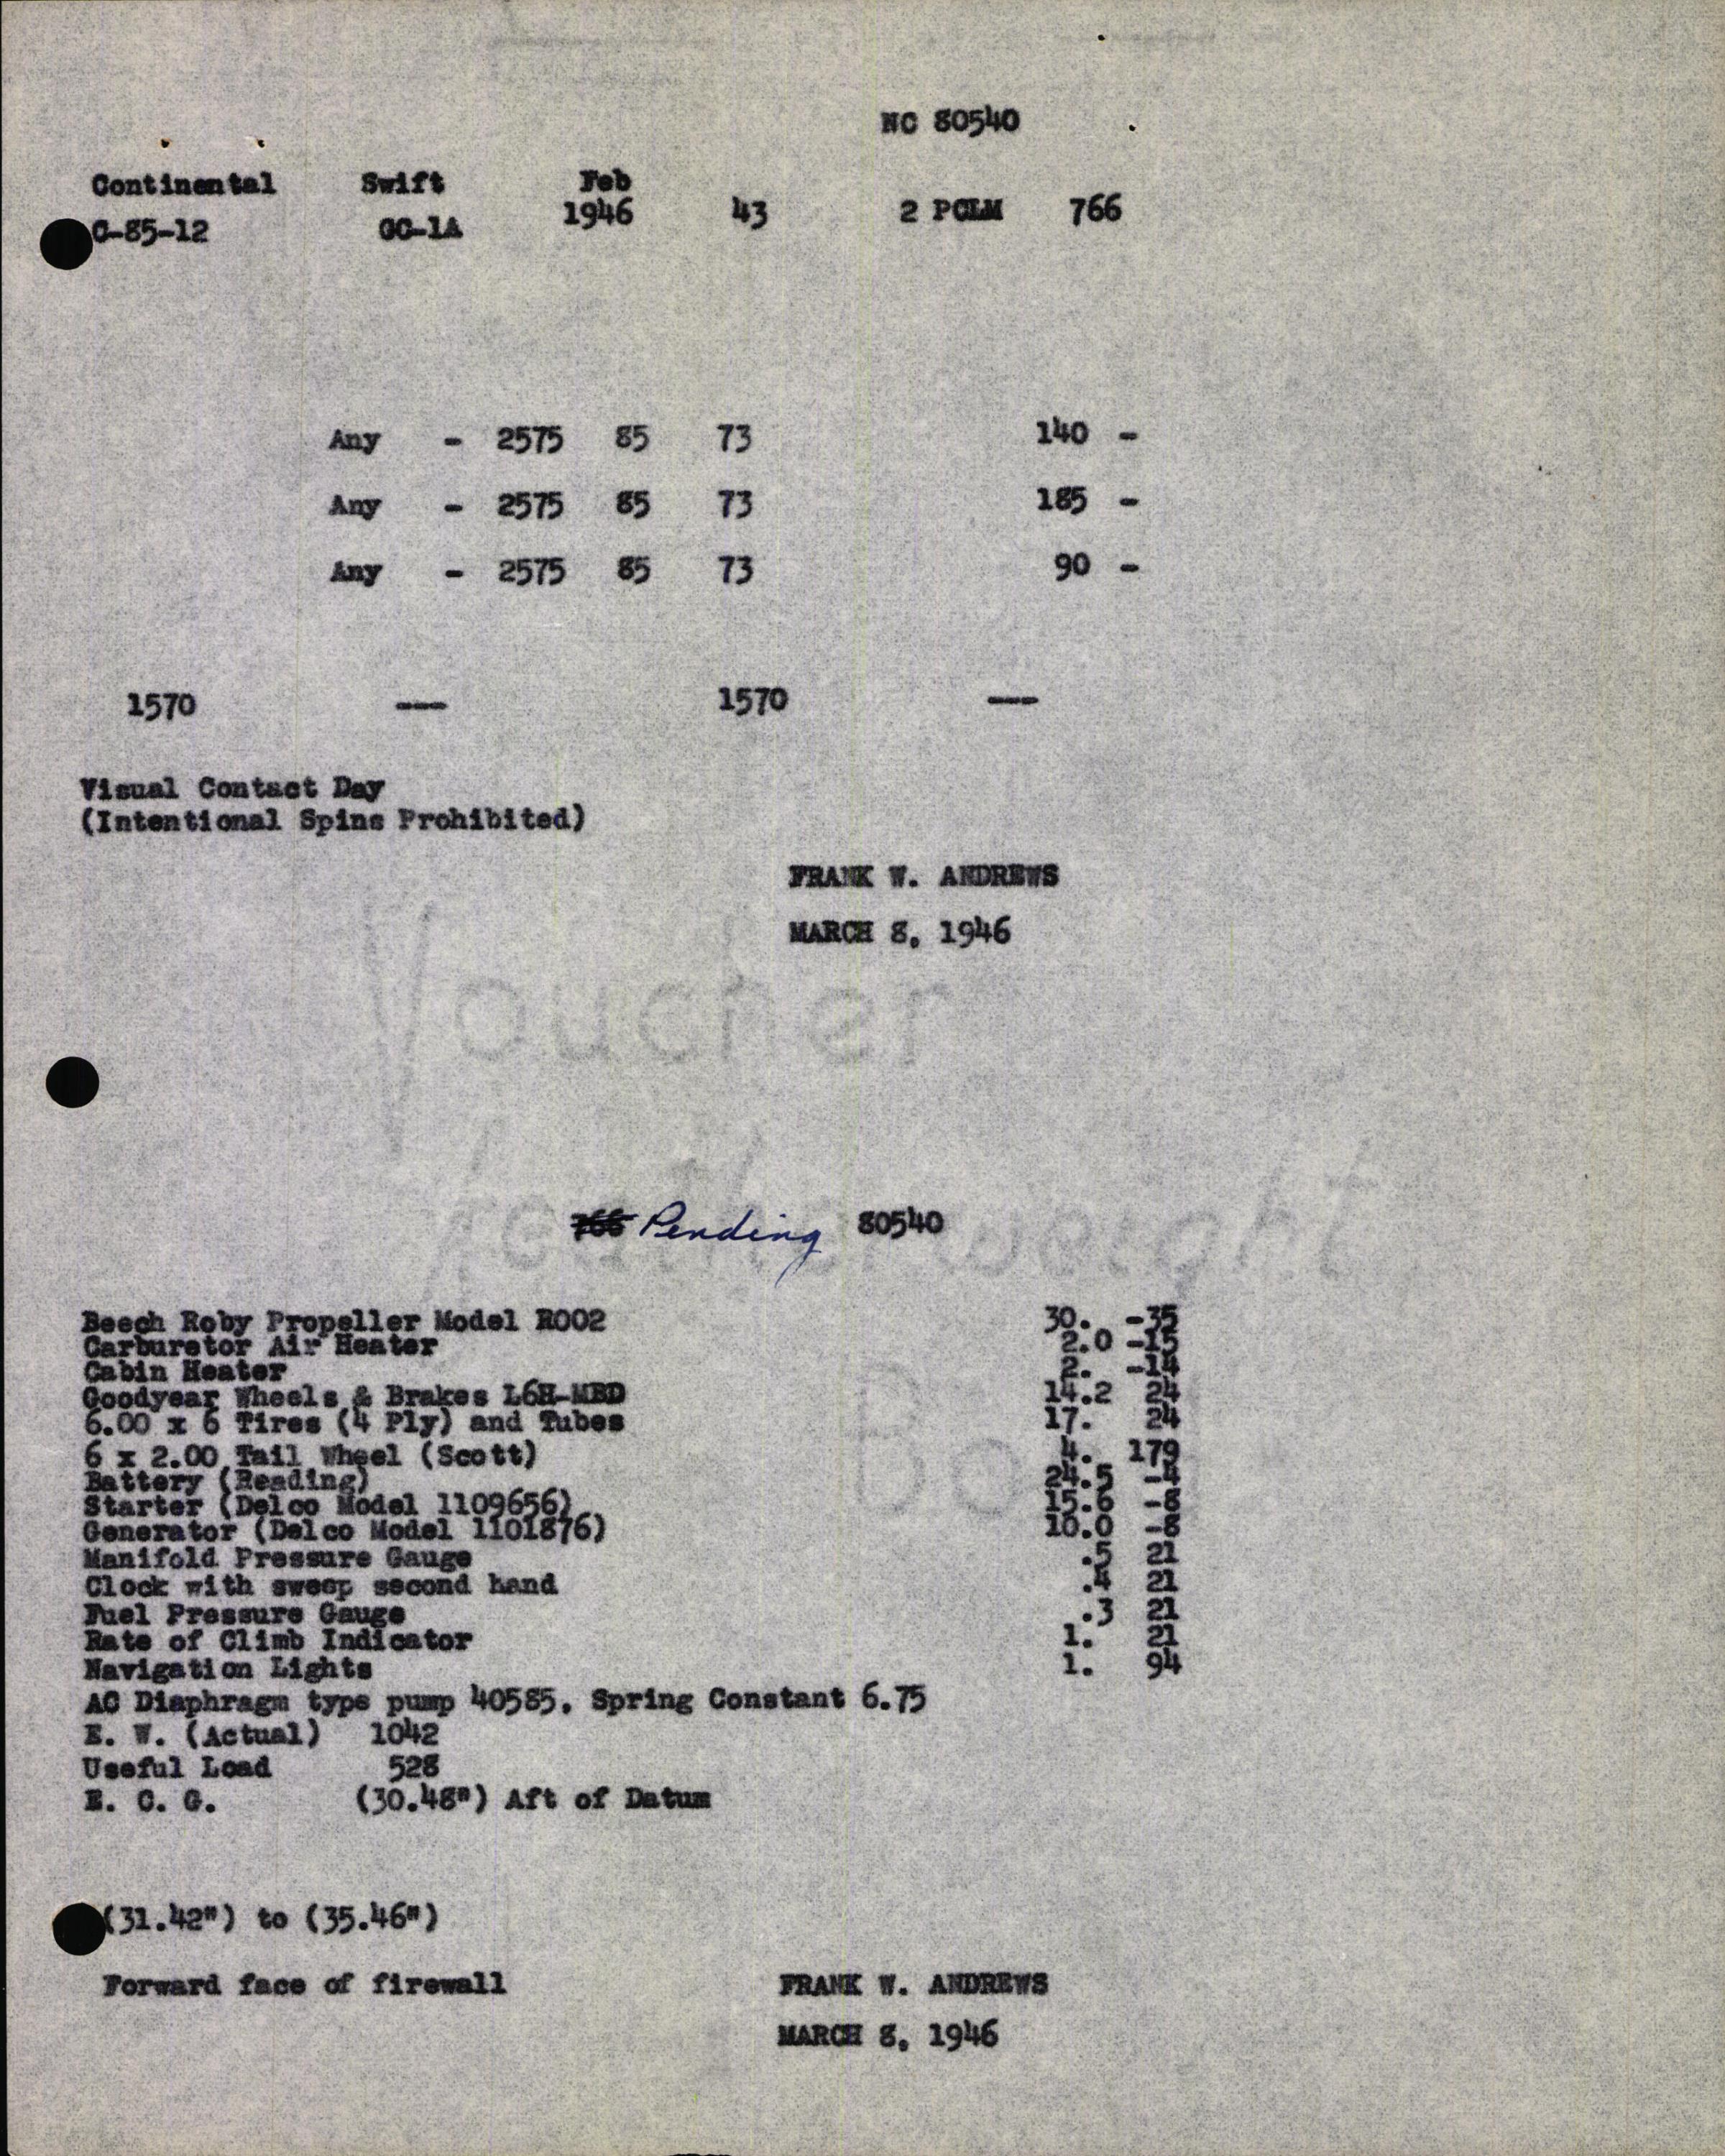 NC 80540
Continental Swift Feb
C-85-12 GC-1A 1946 43 2 PCLM 766
Any - 2575 85 73 140 -
Any - 2575 85 73 185 -
Any - 2575 85 73 90 -
1570 --- 1570 ---
Visual Contact Day
(Intentional Spins Prohibited)
FRANK W. ANDREWS
MARCH 8, 1946
Voucher
featherweight
766 Pending 80540
Bo
Beech Roby Propeller Model R002 30. -35
Carburetor Air Heater 2.0 -15
Cabin Heater 2. -14
Goodyear Wheels & Brakes L6H-MBD 14.2 24
6.00 x 6 Tires (4 Ply) and Tubes 17. 24
6 x 2.00 Tail Wheel (Scott) 4. 179
Battery (Reading) 24.5 -4
Starter (Delco Model 1109656) 15.6 -8
Generator (Delco Model 1101876) 10.0 -8
Manifold Pressure Gauge .5 21
Clock with sweep second hand .4 21
Fuel Pressure Gauge .3 21
Rate of Climb Indicator 1. 21
Navigation Lights 1. 94
AC Diaphragm type pump 40585, Spring Constant 6.75
E. W. (Actual) 1042
Useful Load 528
E. C. G. (30.48") Aft of Datum
(31.42") to (35.46")
Forward face of firewall FRANK W. ANDREWS
MARCH 8, 1946